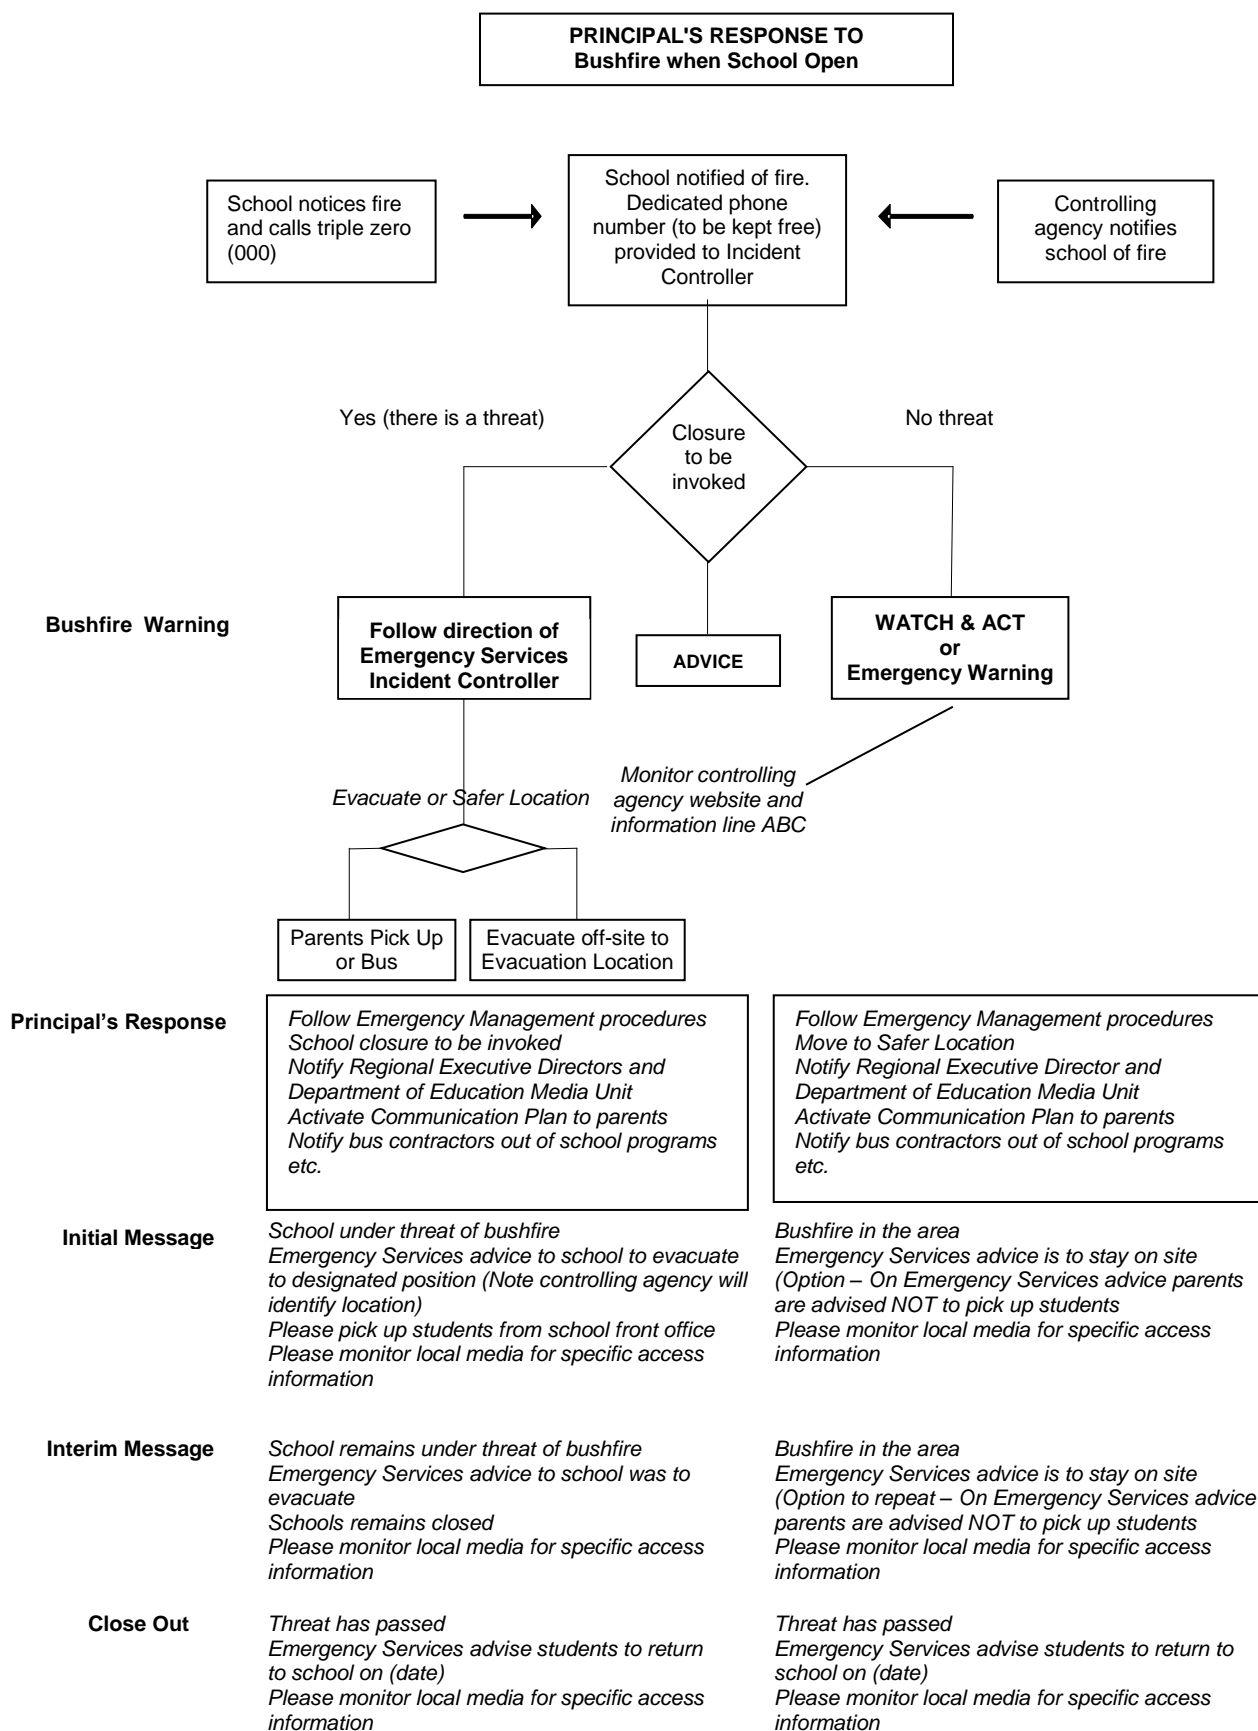 PRINCIPAL'S RESPONSE TO
Bushfire when School Open
School notices fire
and calls triple zero
(000)
School notified of fire.
Dedicated phone
number (to be kept free)
provided to Incident
Controller
Controlling
agency notifies
school of fire
Yes (there is a threat)
Closure
to be
invoked
No threat
Bushfire Warning
Follow direction of
Emergency Services
Incident Controller
ADVICE
WATCH & ACT
or
Emergency Warning
Evacuate or Safer Location
Monitor controlling
agency website and
information line ABC
Parents Pick Up
or Bus
Evacuate off-site to
Evacuation Location
Principal's Response
Follow Emergency Management procedures
School closure to be invoked
Notify Regional Executive Directors and
Department of Education Media Unit
Activate Communication Plan to parents
Notify bus contractors out of school programs
etc.
Follow Emergency Management procedures
Move to Safer Location
Notify Regional Executive Director and
Department of Education Media Unit
Activate Communication Plan to parents
Notify bus contractors out of school programs
etc.
Initial Message
School under threat of bushfire
Emergency Services advice to school to evacuate
to designated position (Note controlling agency will
identify location)
Please pick up students from school front office
Please monitor local media for specific access
information
Bushfire in the area
Emergency Services advice is to stay on site
(Option – On Emergency Services advice parents
are advised NOT to pick up students
Please monitor local media for specific access
information
Interim Message
School remains under threat of bushfire
Emergency Services advice to school was to
evacuate
Schools remains closed
Please monitor local media for specific access
information
Bushfire in the area
Emergency Services advice is to stay on site
(Option to repeat – On Emergency Services advice
parents are advised NOT to pick up students
Please monitor local media for specific access
information
Close Out
Threat has passed
Emergency Services advise students to return
to school on (date)
Please monitor local media for specific access
information
Threat has passed
Emergency Services advise students to return to
school on (date)
Please monitor local media for specific access
information